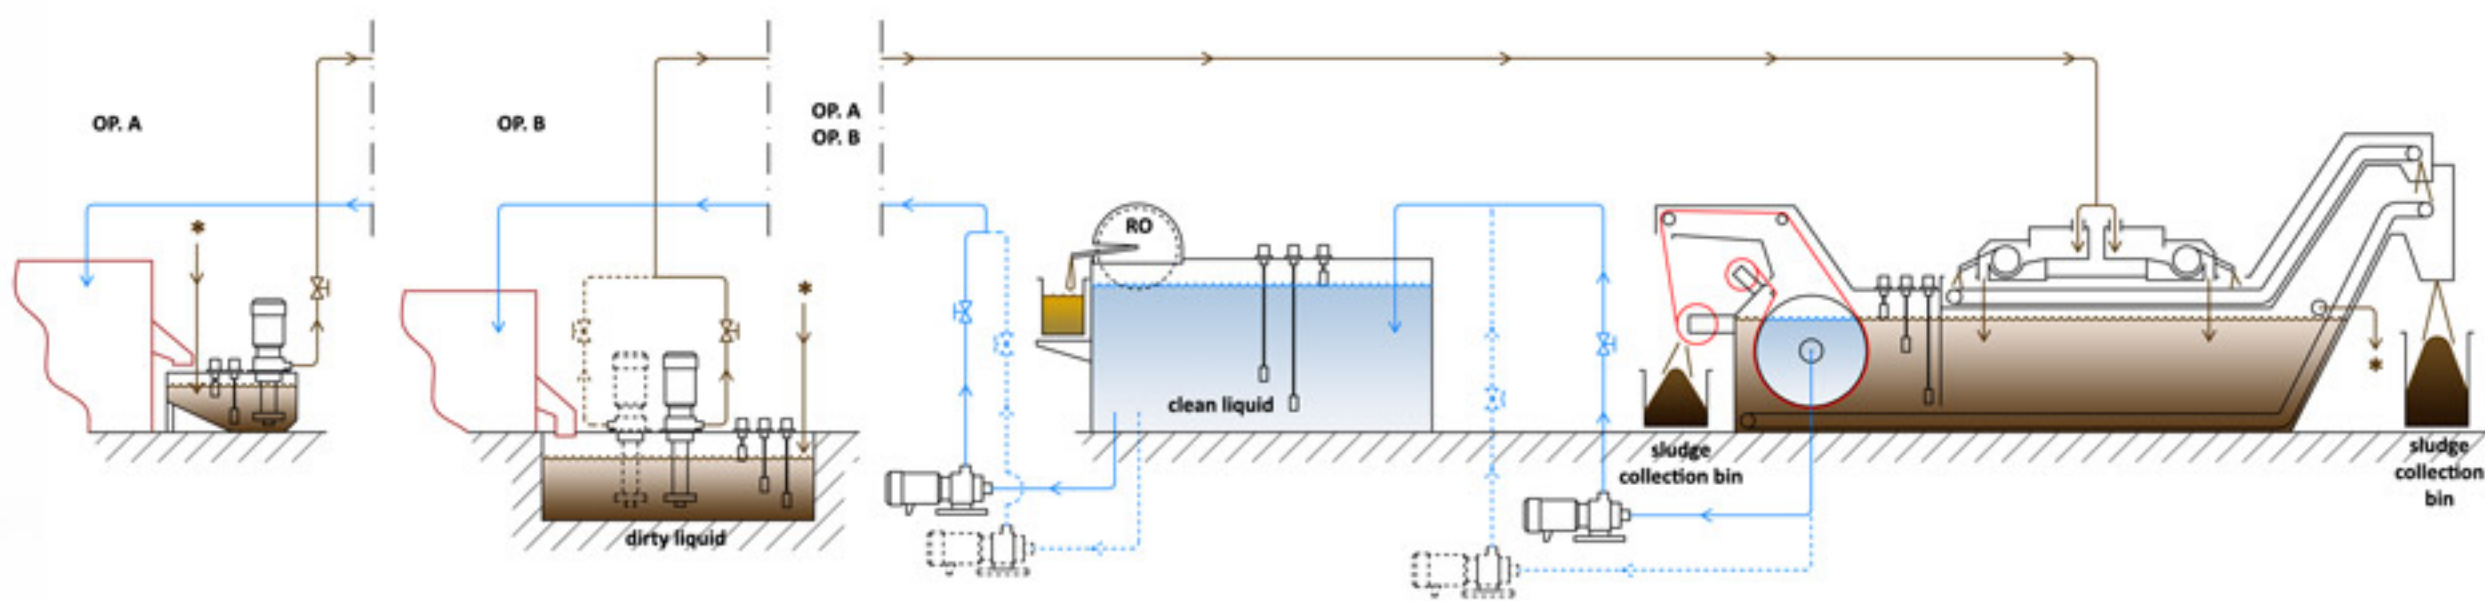 OP. A
OP. B
OP. A
OP. B
RO
clean liquid
dirty liquid
sludge
collection bin
sludge
collection
bin
*
*
*